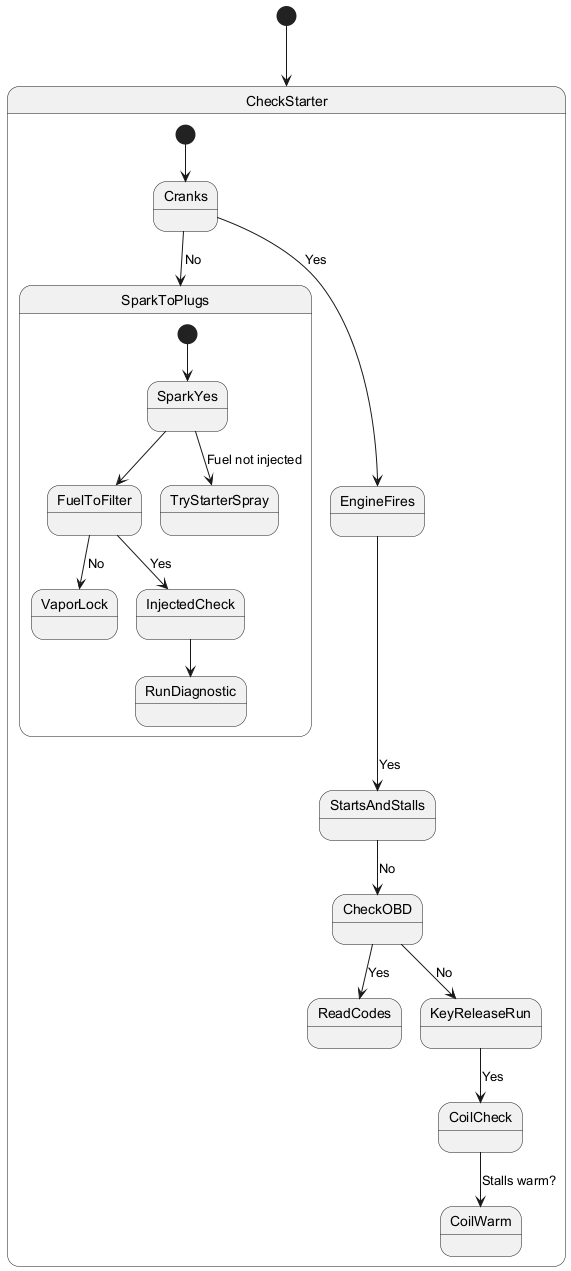 CheckStarter
Cranks
No
Yes
SparkToPlugs
SparkYes
Fuel not injected
FuelToFilter
TryStarterSpray
EngineFires
No
Yes
VaporLock
InjectedCheck
RunDiagnostic
Yes
StartsAndStalls
No
CheckOBD
Yes
No
ReadCodes
KeyReleaseRun
Yes
CoilCheck
Stalls warm?
CoilWarm